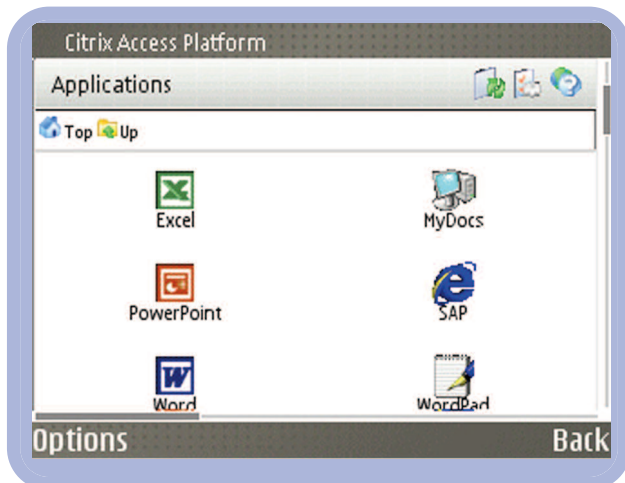 Citrix Access Platform
Applications
Top Up
Excel MyDocs
PowerPoint SAP
Word WordPad
Options Back